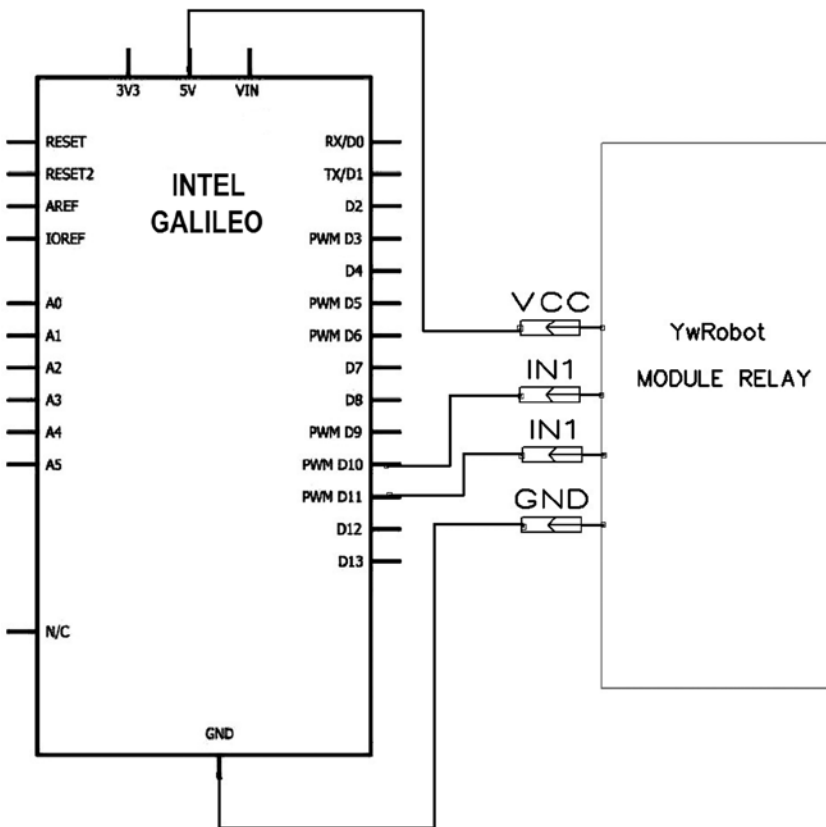 3V3 5V VIN
RESET
RESET2
AREF
IOREF
A0
A1
A2
A3
A4
A5
N/C
INTEL
GALILEO
RX/D0
TX/D1
D2
PWM D3
D4
PWM D5
PWM D6
D7
D8
PWM D9
PWM D10
PWM D11
D12
D13
GND
VCC
IN1
IN1
GND
YwRobot
MODULE RELAY